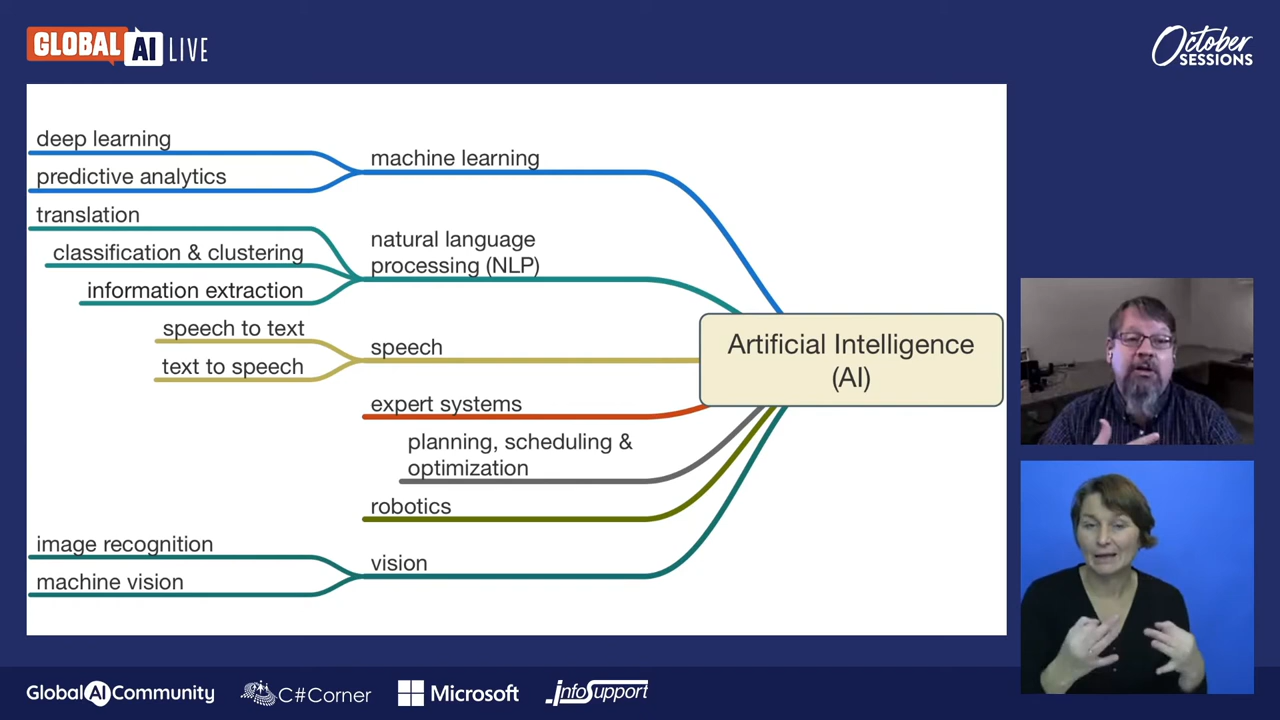 GLOBAL AI LIVE
October
SESSIONS
deep learning
predictive analytics
machine learning
translation
classification & clustering
information extraction
natural language
processing (NLP)
speech to text
text to speech
speech
expert systems
planning, scheduling &
optimization
robotics
image recognition
machine vision
vision
Artificial Intelligence
(AI)
Global AI Community
C#Corner
Microsoft
InfoSupport